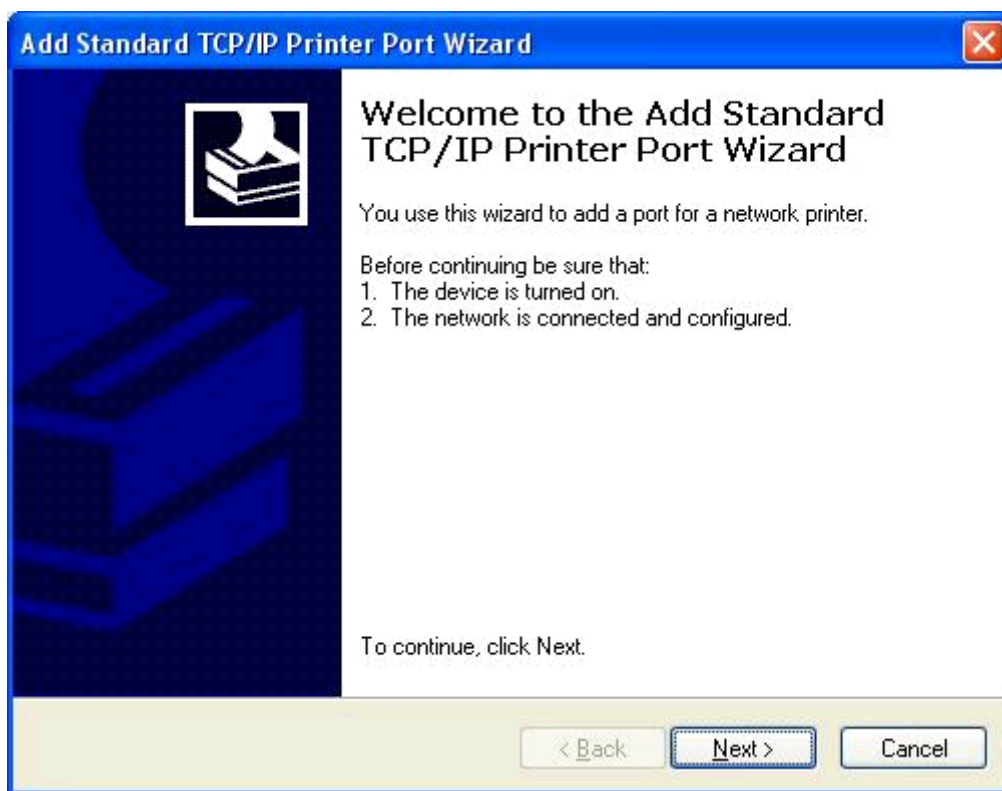 Add Standard TCP/IP Printer Port Wizard
Welcome to the Add Standard
TCP/IP Printer Port Wizard
You use this wizard to add a port for a network printer.
Before continuing be sure that:
1. The device is turned on.
2. The network is connected and configured.
To continue, click Next.
< Back Next > Cancel